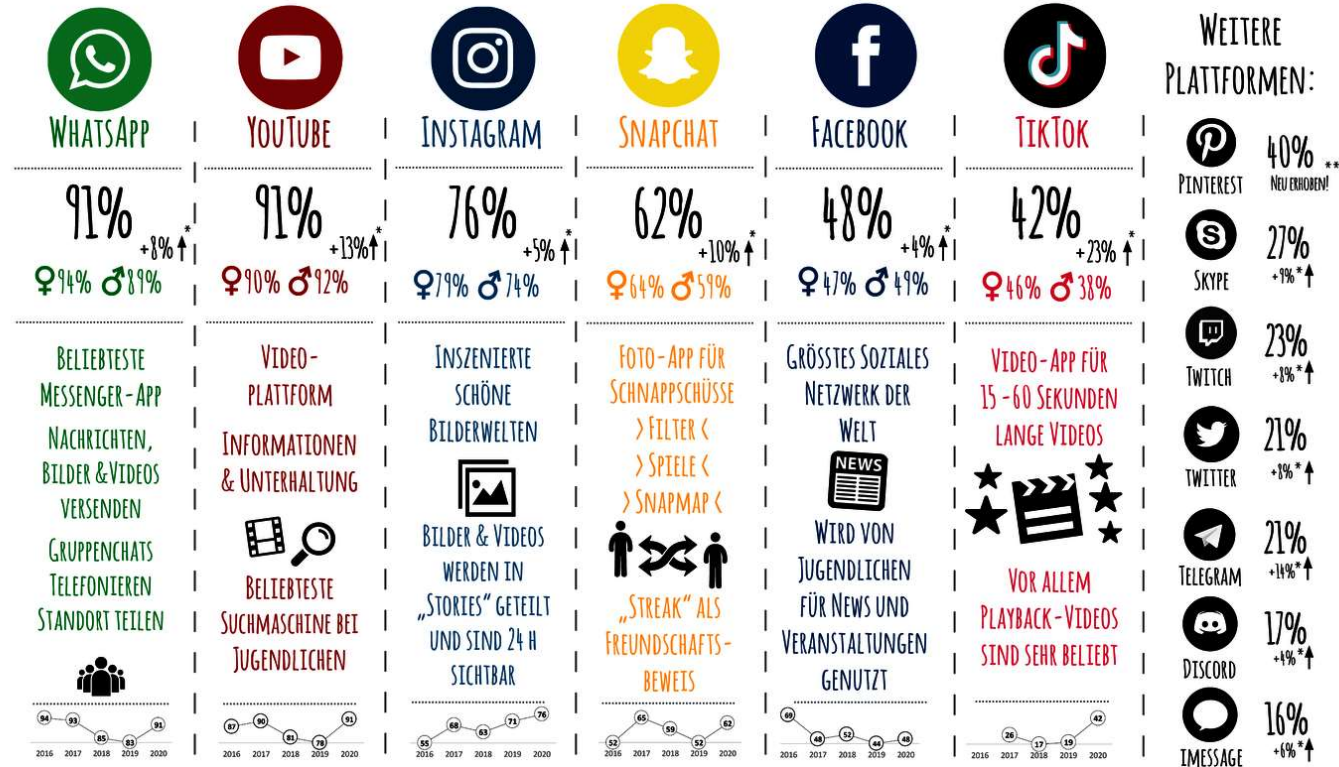 WHATSAPP
91%
+8% *
♀94% ♂89%
BELIEBTESTE
MESSENGER-APP
NACHRICHTEN,
BILDER &VIDEOS
VERSENDEN
GRUPPENCHATS
TELEFONIEREN
STANDORT TEILEN
94 93 85 83 91
2016 2017 2018 2019 2020
YOUTUBE
91%
+13% *
♀90% ♂92%
VIDEO-
PLATTFORM
INFORMATIONEN
& UNTERHALTUNG
BELIEBTESTE
SUCHMASCHINE BEI
JUGENDLICHEN
87 90 81 78 91
2016 2017 2018 2019 2020
INSTAGRAM
76%
+5% *
♀79% ♂74%
INSZENIERTE
SCHÖNE
BILDERWELTEN
BILDER & VIDEOS
WERDEN IN
„STORIES“ GETEILT
UND SIND 24 H
SICHTBAR
55 68 63 71 76
2016 2017 2018 2019 2020
SNAPCHAT
62%
+10% *
♀64% ♂59%
FOTO-APP FÜR
SCHNAPPSCHÜSSE
>FILTER<
>SPIELE<
>SNAPMAP<
„STREAK“ ALS
FREUNDSCHAFTS-
BEWEIS
52 65 59 52 62
2016 2017 2018 2019 2020
FACEBOOK
48%
+4% *
♀47% ♂49%
GRÖSSTES SOZIALES
NETZWERK DER
WELT
NEWS
WIRD VON
JUGENDLICHEN
FÜR NEWS UND
VERANSTALTUNGEN
GENUTZT
69 48 52 44 48
2016 2017 2018 2019 2020
TIKTOK
42%
+23% *
♀46% ♂38%
VIDEO-APP FÜR
15-60 SEKUNDEN
LANGE VIDEOS
VOR ALLEM
PLAYBACK-VIDEOS
SIND SEHR BELIEBT
26 17 19 42
2016 2017 2018 2019 2020
WEITERE
PLATTFORMEN:
PINTEREST
40% **
NEU ERHOBEN!
SKYPE
27%
+9% *
TWITCH
23%
+8% *
TWITTER
21%
+8% *
TELEGRAM
21%
+14% *
DISCORD
17%
+4% *
IMESSAGE
16%
+6% *